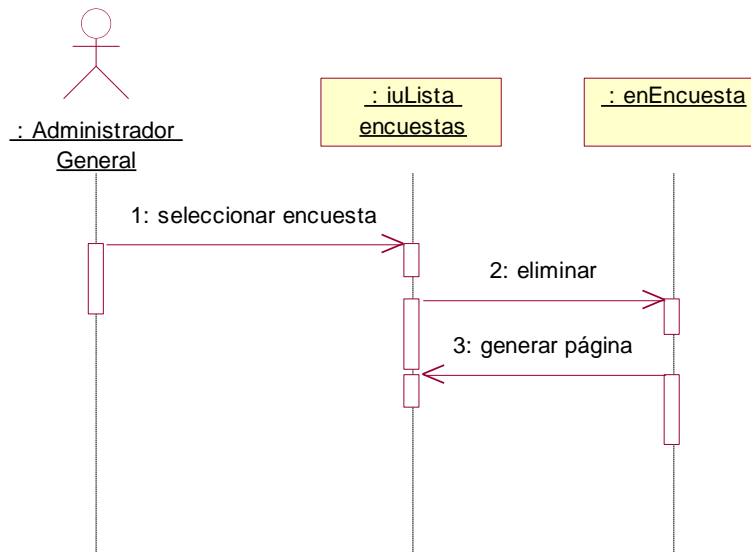 : Administrador
General
: iuLista
encuestas
: enEncuesta
1: seleccionar encuesta
2: eliminar
3: generar página